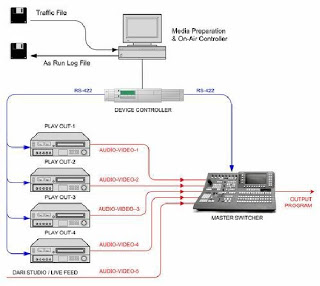 Traffic File
Media Preparation
& On-Air Controller
Aa Run Log File
RS-422
RS-422
DEVICE CONTROLLER
PLAY OUT-1
AUDIO-VIDEO-1
PLAY OUT-2
AUDIO-VIDEO-2
PLAY OUT-3
AUDIO-VIDEO-3
PLAY OUT-4
AUDIO-VIDEO-4
OUTPUT
PROGRAM
MASTER SWITCHER
DARI STUDIO / LIVE FEED
AUDIO-VIDEO-5